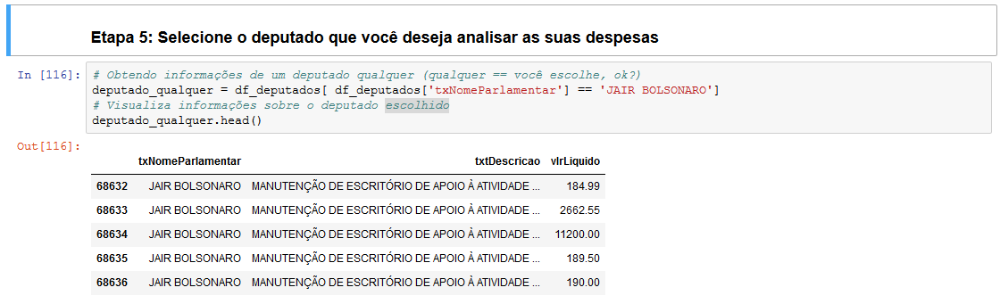 Etapa 5: Selecione o deputado que você deseja analisar as suas despesas
In [116]: # Obtendo informações de um deputado qualquer (qualquer == você escolhe, ok?)
deputado_qualquer = df_deputados[ df_deputados['txNomeParlamentar'] == 'JAIR BOLSONARO']
# Visualiza informações sobre o deputado escolhido
deputado_qualquer.head()
Out[116]:
txNomeParlamentar txtDescricao vlrLiquido
68632 JAIR BOLSONARO MANUTENÇÃO DE ESCRITÓRIO DE APOIO À ATIVIDADE ... 184.99
68633 JAIR BOLSONARO MANUTENÇÃO DE ESCRITÓRIO DE APOIO À ATIVIDADE ... 2662.55
68634 JAIR BOLSONARO MANUTENÇÃO DE ESCRITÓRIO DE APOIO À ATIVIDADE ... 11200.00
68635 JAIR BOLSONARO MANUTENÇÃO DE ESCRITÓRIO DE APOIO À ATIVIDADE ... 189.50
68636 JAIR BOLSONARO MANUTENÇÃO DE ESCRITÓRIO DE APOIO À ATIVIDADE ... 190.00